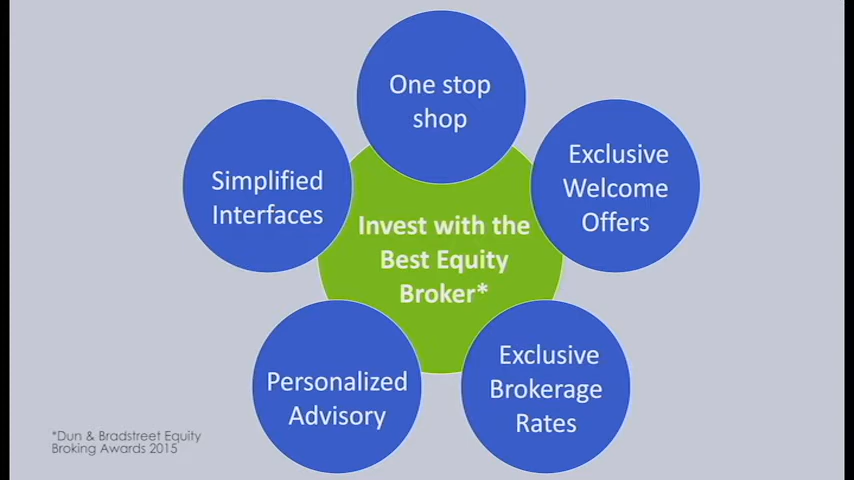 One stop
shop
Exclusive
Welcome
Offers
Simplified
Interfaces
Invest with the
Best Equity
Broker*
Exclusive
Brokerage
Rates
Personalized
Advisory
*Dun & Bradstreet Equity
Broking Awards 2015